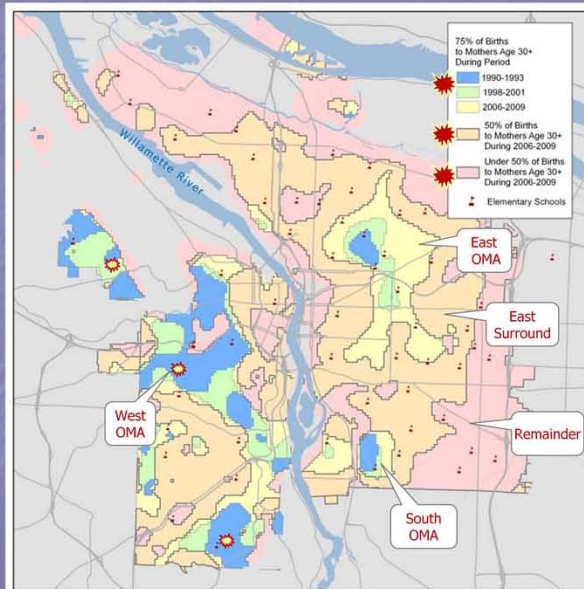 75% of Births
to Mothers Age 30+
During Period
1990-1993
1998-2001
2006-2009
50% of Births
to Mothers Age 30+
During 2006-2009
Under 50% of Births
to Mothers Age 30+
During 2006-2009
Elementary Schools
Willamette River
East
OMA
East
Surround
West
OMA
Remainder
South
OMA